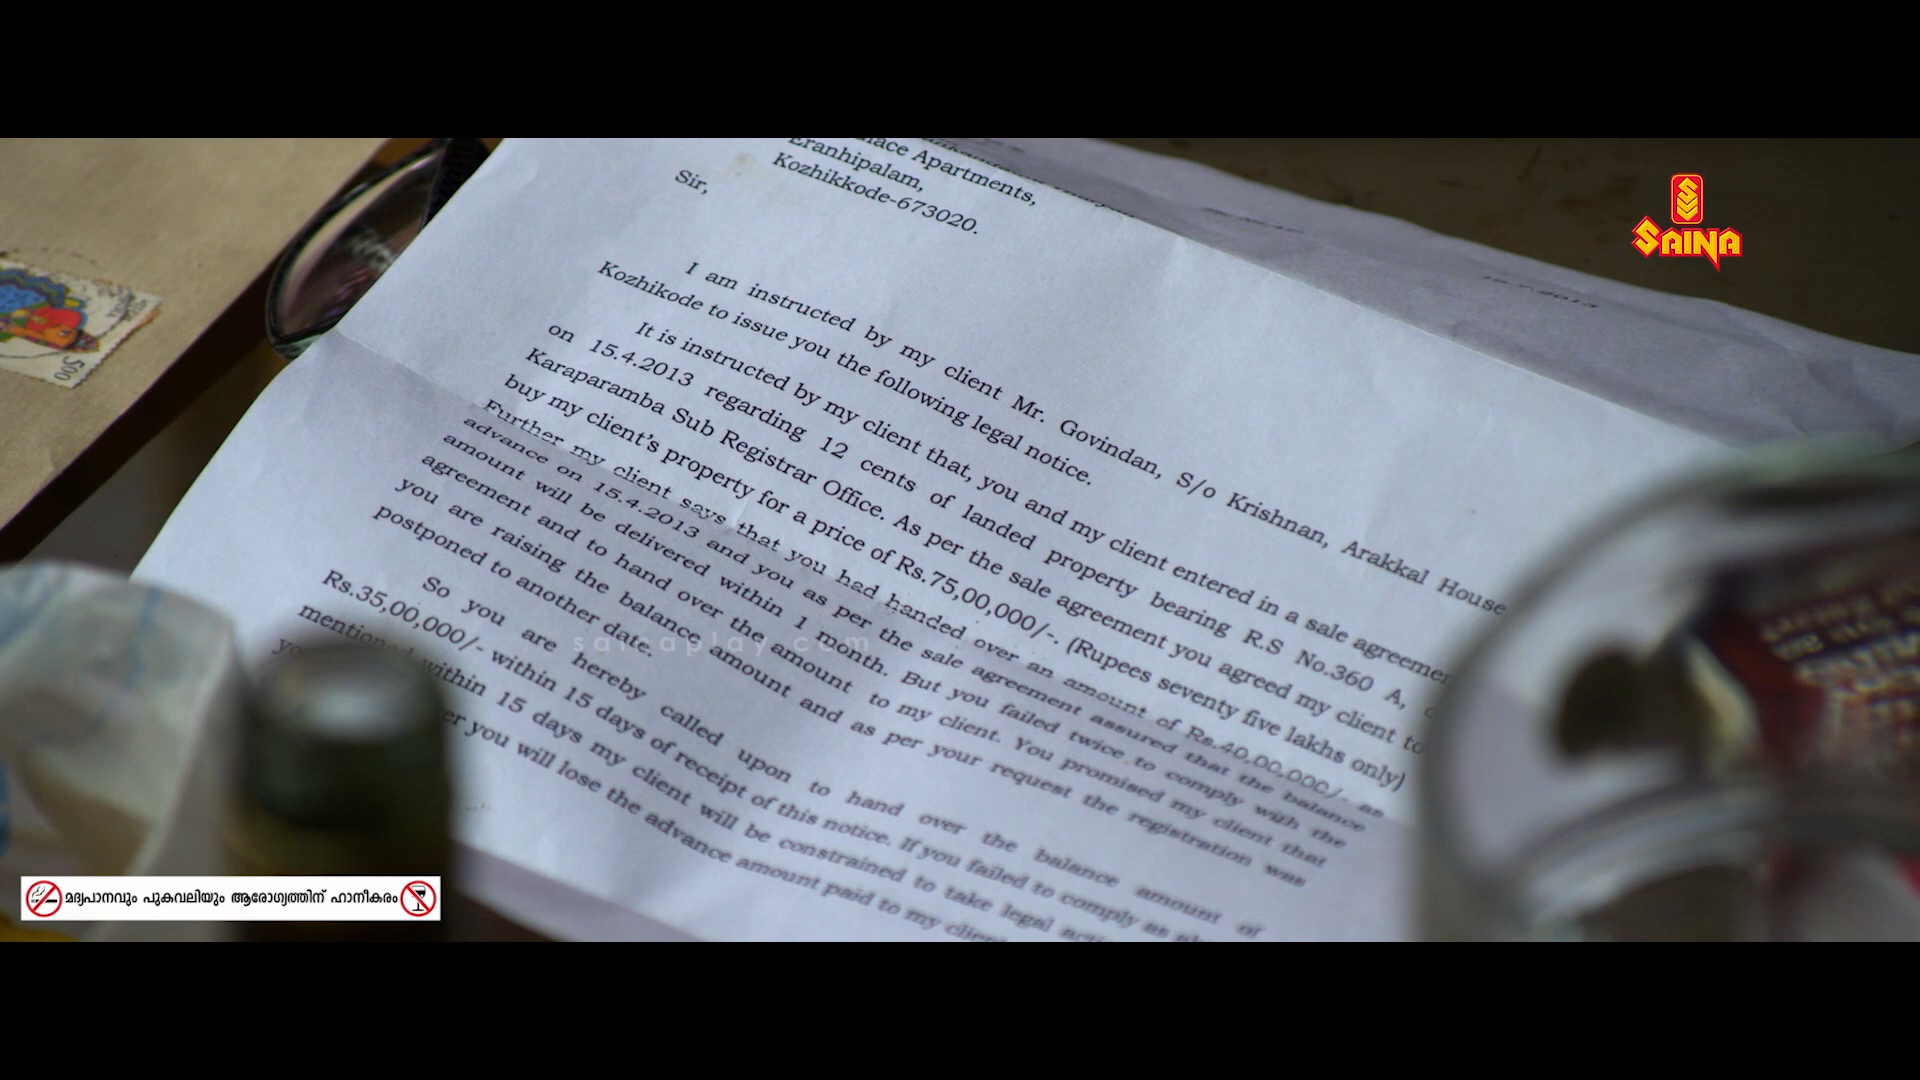 Apartments,
Eranhipalam,
Kozhikkode-673020.
Sir,
I am instructed by my client Mr. Govindan, S/o Krishnan, Arakkal House
Kozhikode to issue you the following legal notice.
It is instructed by my client that, you and my client entered in a sale
on 15.4.2013 regarding 12 cents of landed property bearing R.S No.360 A,
Karaparamba Sub Registrar Office. As per the sale agreement you agreed my client to
buy my client's property for a price of Rs.75,00,000/-. (Rupees seventy five lakhs only)
Further my client says that you had handed over an amount of Rs.40,00,000/- as
advance on 15.4.2013 and you as per the sale agreement assured that the balance
amount will be delivered within 1 month. But you failed twice to comply with the
agreement and to hand over the amount to my client. You promised my client that
you are raising the balance amount and as per your request the registration was
postponed to another date.
So you are hereby called upon to hand over the balance amount of
Rs.35,00,000/- within 15 days of receipt of this notice. If you failed to comply as
mentioned within 15 days my client will be constrained to take legal
you will lose the advance amount paid to my
500
SAINA
sainaplay.com
മദ്യപാനവും പുകവലിയും ആരോഗ്യത്തിന് ഹാനീകരം